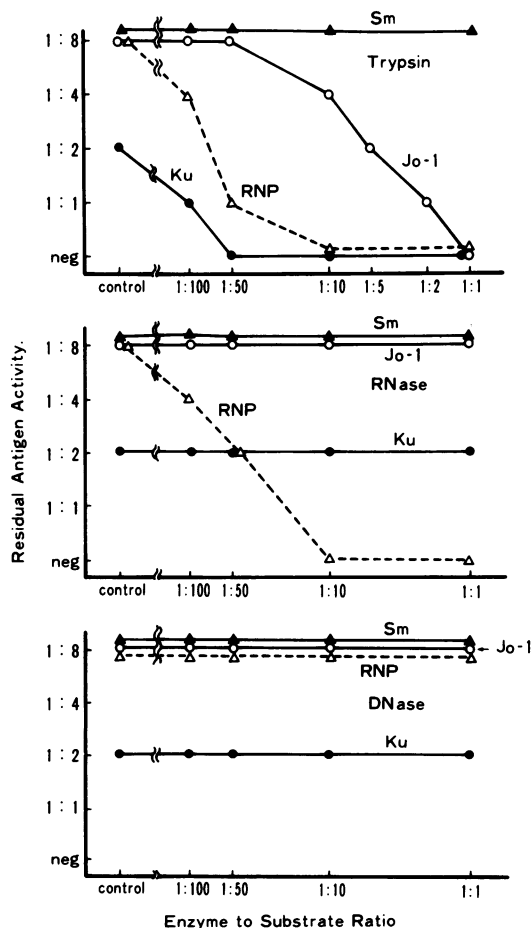 Sm
1:8
Trypsin
1:4
1:2
Ku
RNP
Jo-1
1:1
neg
control 1:100 1:50 1:10 1:5 1:2 1:1
Sm
1:8
Jo-1
RNase
1:4
RNP
Ku
1:2
1:1
neg
control 1:100 1:50 1:10 1:1
Sm
1:8
←Jo-1
RNP
1:4
DNase
Ku
1:2
1:1
neg
control 1:100 1:50 1:10 1:1
Residual Antigen Activity.
Enzyme to Substrate Ratio